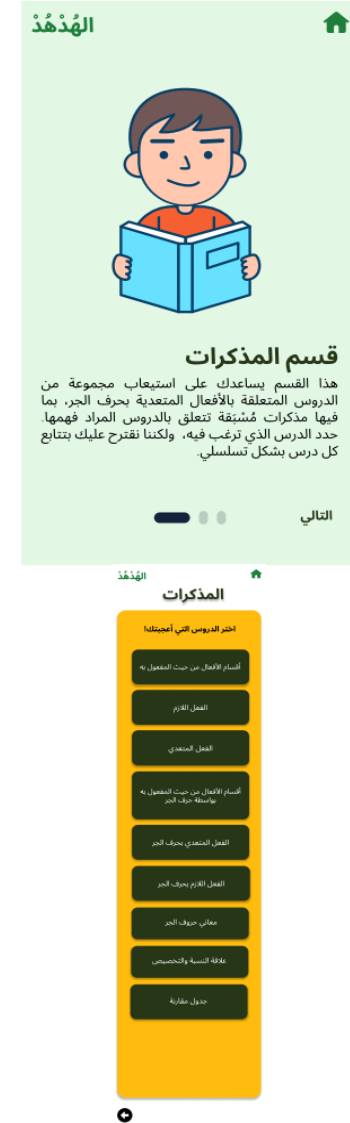 الهُدْهُدْ
قسم المذكرات
هذا القسم يساعدك على استيعاب مجموعة من
الدروس المتعلقة بالأفعال المتعدية بحرف الجر، بما
فيها مذكرات مُسْبَقة تتعلق بالدروس المراد فهمها.
حدد الدرس الذي ترغب فيه، ولكننا نقترح عليك بتتابع
كل درس بشكل تسلسلي.
التالي
الهُدْهُدْ
المذكرات
اختر الدروس التي أعجبتك!
أقسام الأفعال من حيث المفعول به
الفعل اللازم
الفعل المتعدي
أقسام الأفعال من حيث المفعول به
بواسطة حرف الجر
الفعل المتعدي بحرف الجر
الفعل اللازم بحرف الجر
معاني حروف الجر
علاقة النسبة والتخصيص
جدول مقارنة